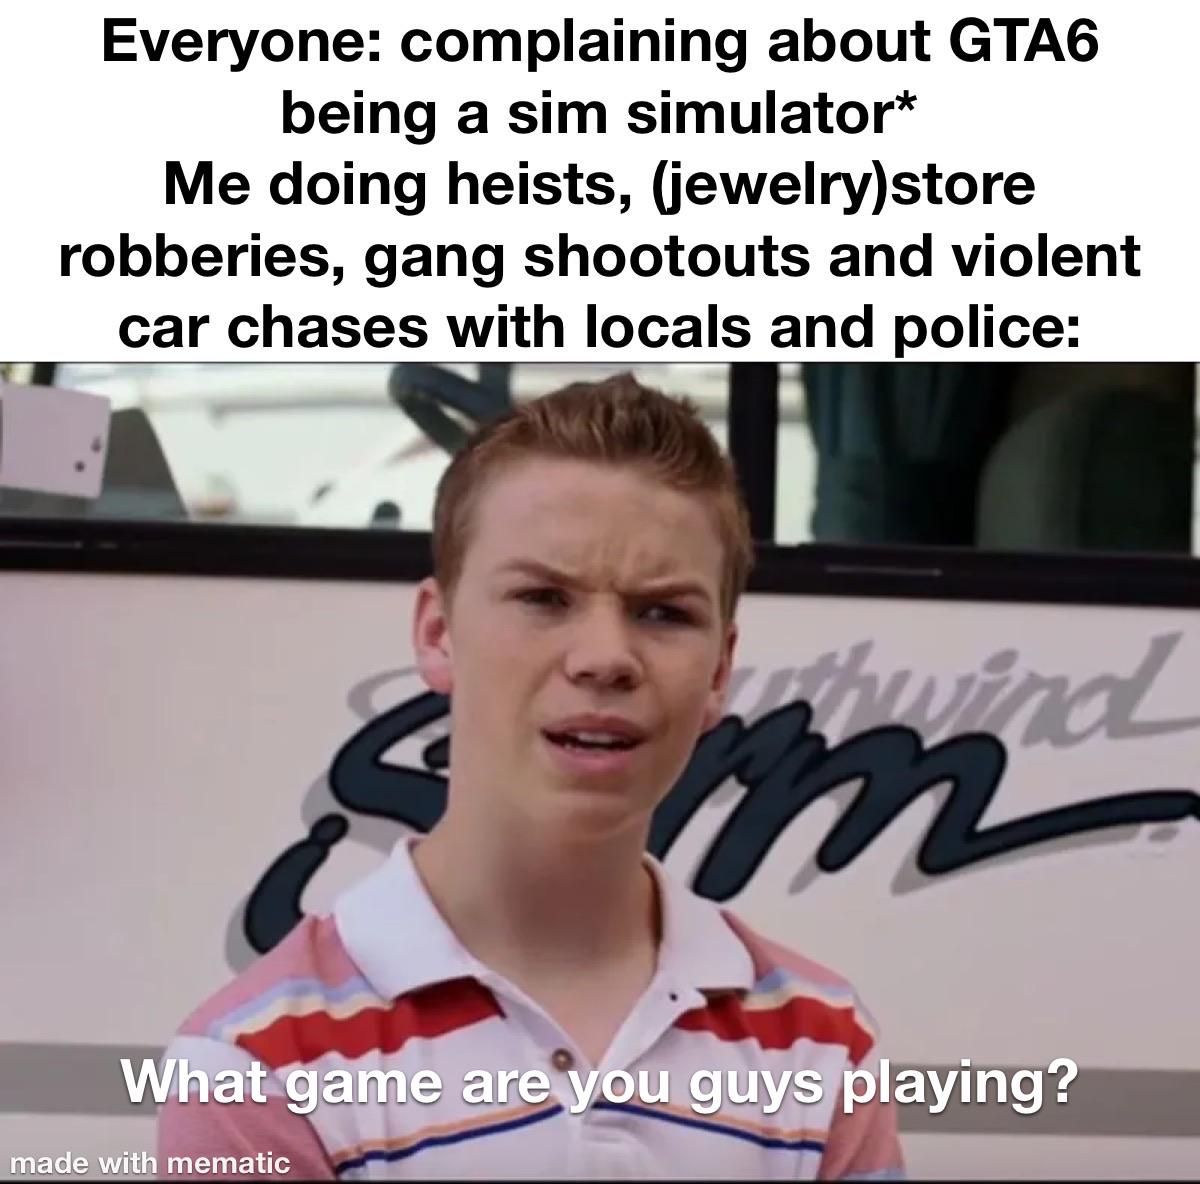 Everyone: complaining about GTA6
being a sim simulator*
Me doing heists, (jewelry)store
robberies, gang shootouts and violent
car chases with locals and police:
thwind
What game are you guys playing?
made with mematic